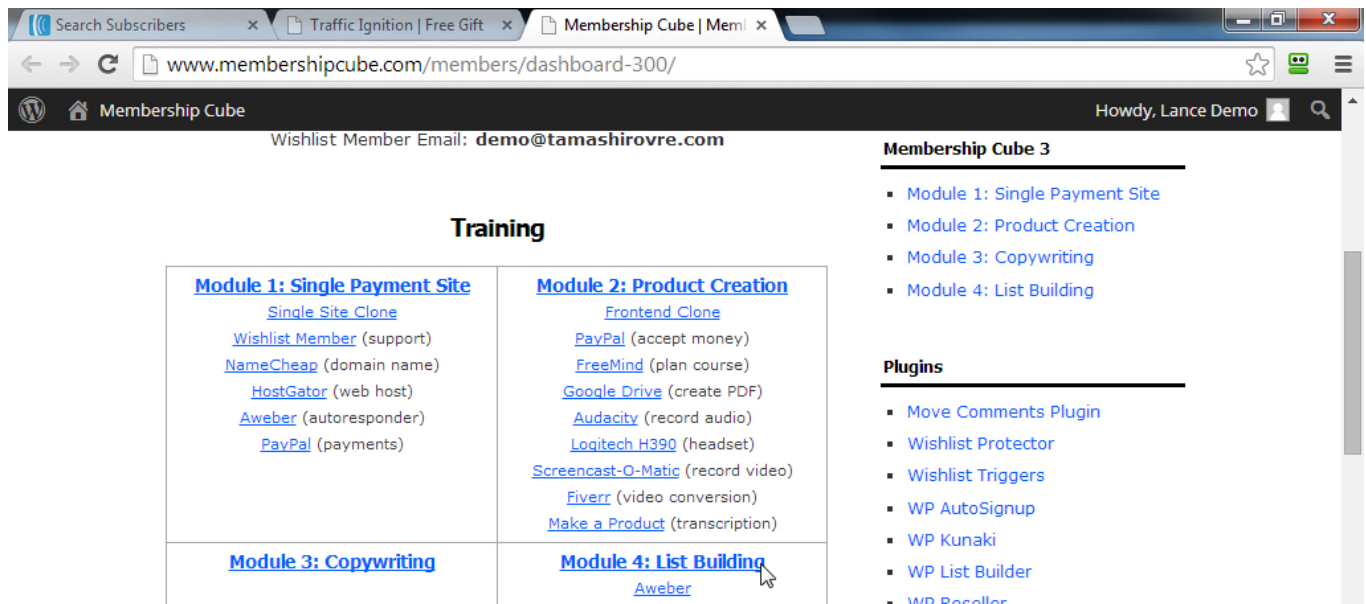 Search Subscribers
Traffic Ignition | Free Gift
Membership Cube | Mem
www.membershipcube.com/members/dashboard-300/
Membership Cube
Howdy, Lance Demo
Wishlist Member Email: demo@tamashirovre.com
Training
Module 1: Single Payment Site
Single Site Clone
Wishlist Member (support)
NameCheap (domain name)
HostGator (web host)
Aweber (autoresponder)
PayPal (payments)
Module 2: Product Creation
Frontend Clone
PayPal (accept money)
FreeMind (plan course)
Google Drive (create PDF)
Audacity (record audio)
Logitech H390 (headset)
Screencast-O-Matic (record video)
Fiverr (video conversion)
Make a Product (transcription)
Module 3: Copywriting
Module 4: List Building
Aweber
Membership Cube 3
Module 1: Single Payment Site
Module 2: Product Creation
Module 3: Copywriting
Module 4: List Building
Plugins
Move Comments Plugin
Wishlist Protector
Wishlist Triggers
WP AutoSignup
WP Kunaki
WP List Builder
WP Reseller